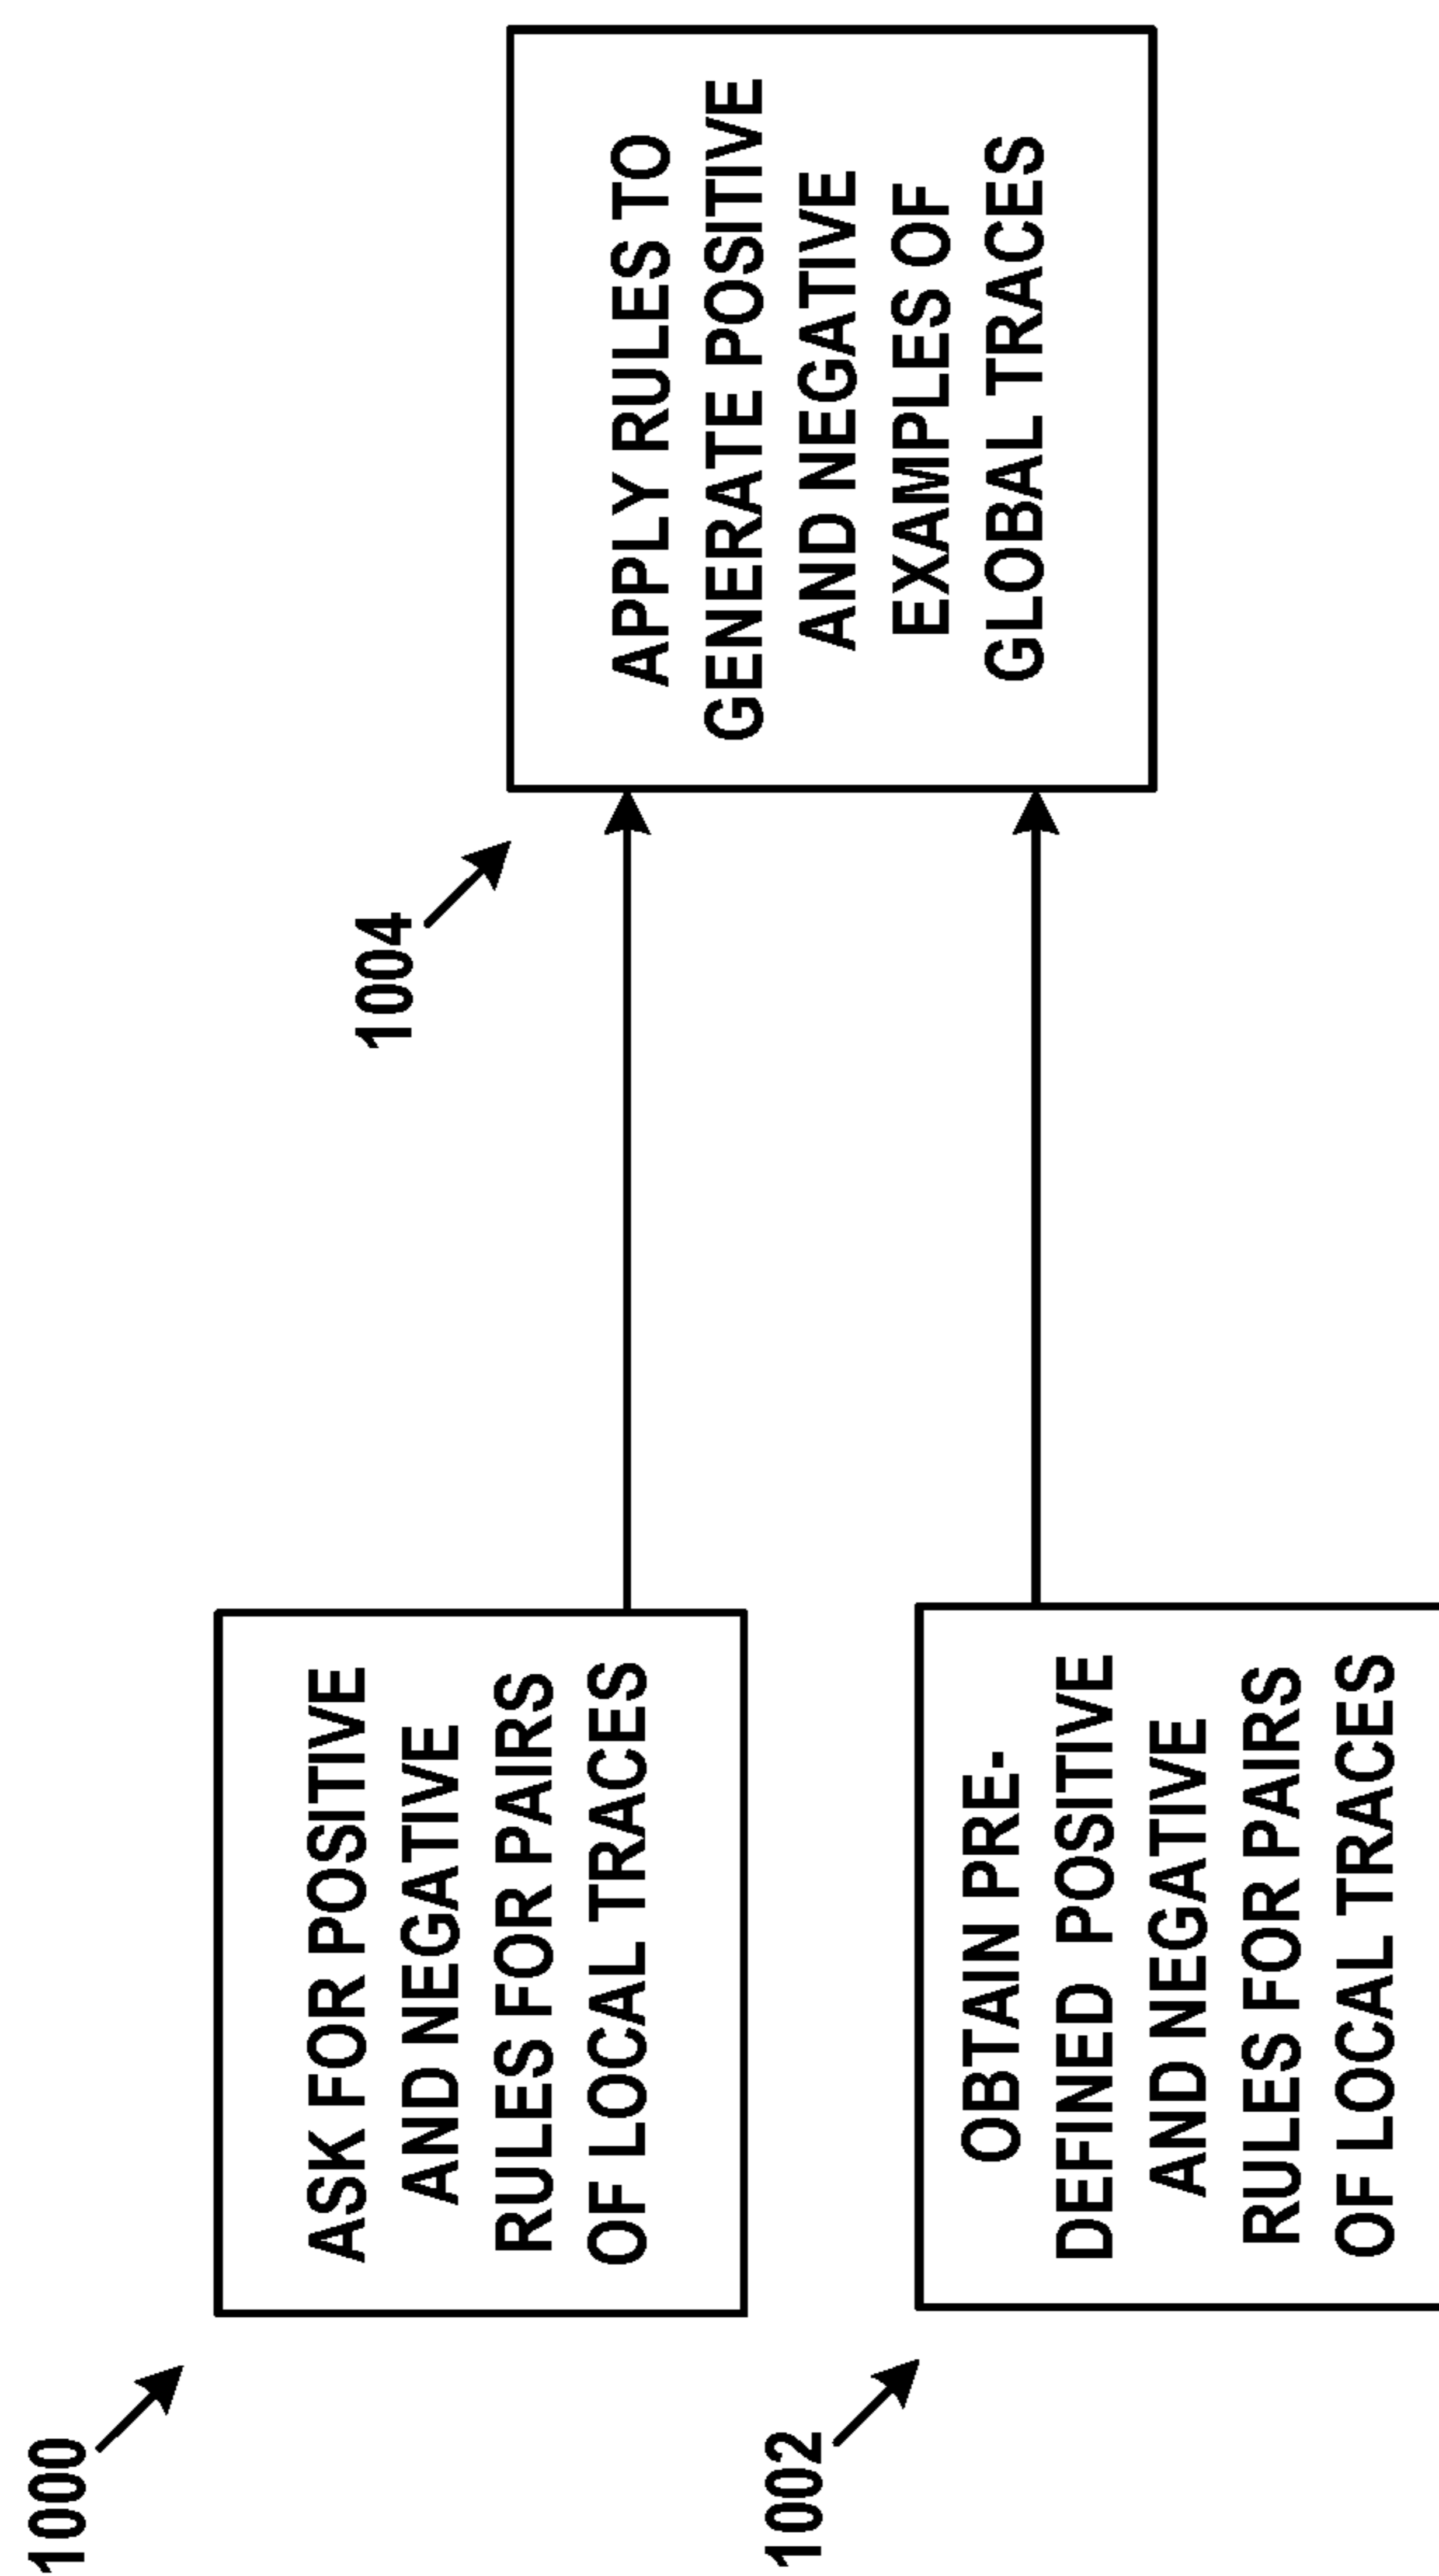 1000
ASK FOR POSITIVE
AND NEGATIVE
RULES FOR PAIRS
OF LOCAL TRACES
1002
OBTAIN PRE-
DEFINED POSITIVE
AND NEGATIVE
RULES FOR PAIRS
OF LOCAL TRACES
1004
APPLY RULES TO
GENERATE POSITIVE
AND NEGATIVE
EXAMPLES OF
GLOBAL TRACES